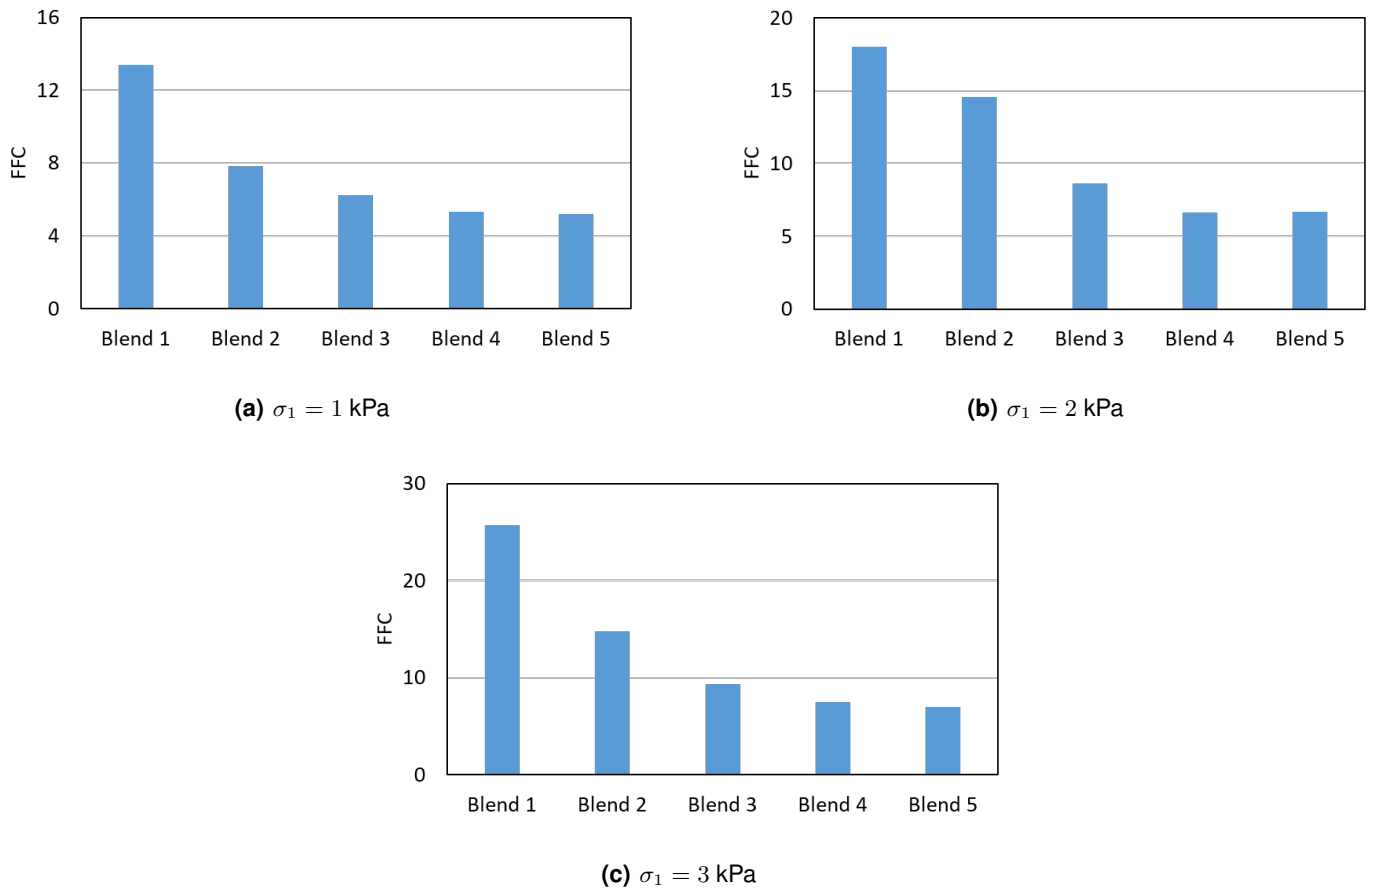 16
12
8
4
0
FFC
Blend 1 Blend 2 Blend 3 Blend 4 Blend 5
(a) σ₁ = 1 kPa
20
15
10
5
0
FFC
Blend 1 Blend 2 Blend 3 Blend 4 Blend 5
(b) σ₁ = 2 kPa
30
20
10
0
FFC
Blend 1 Blend 2 Blend 3 Blend 4 Blend 5
(c) σ₁ = 3 kPa